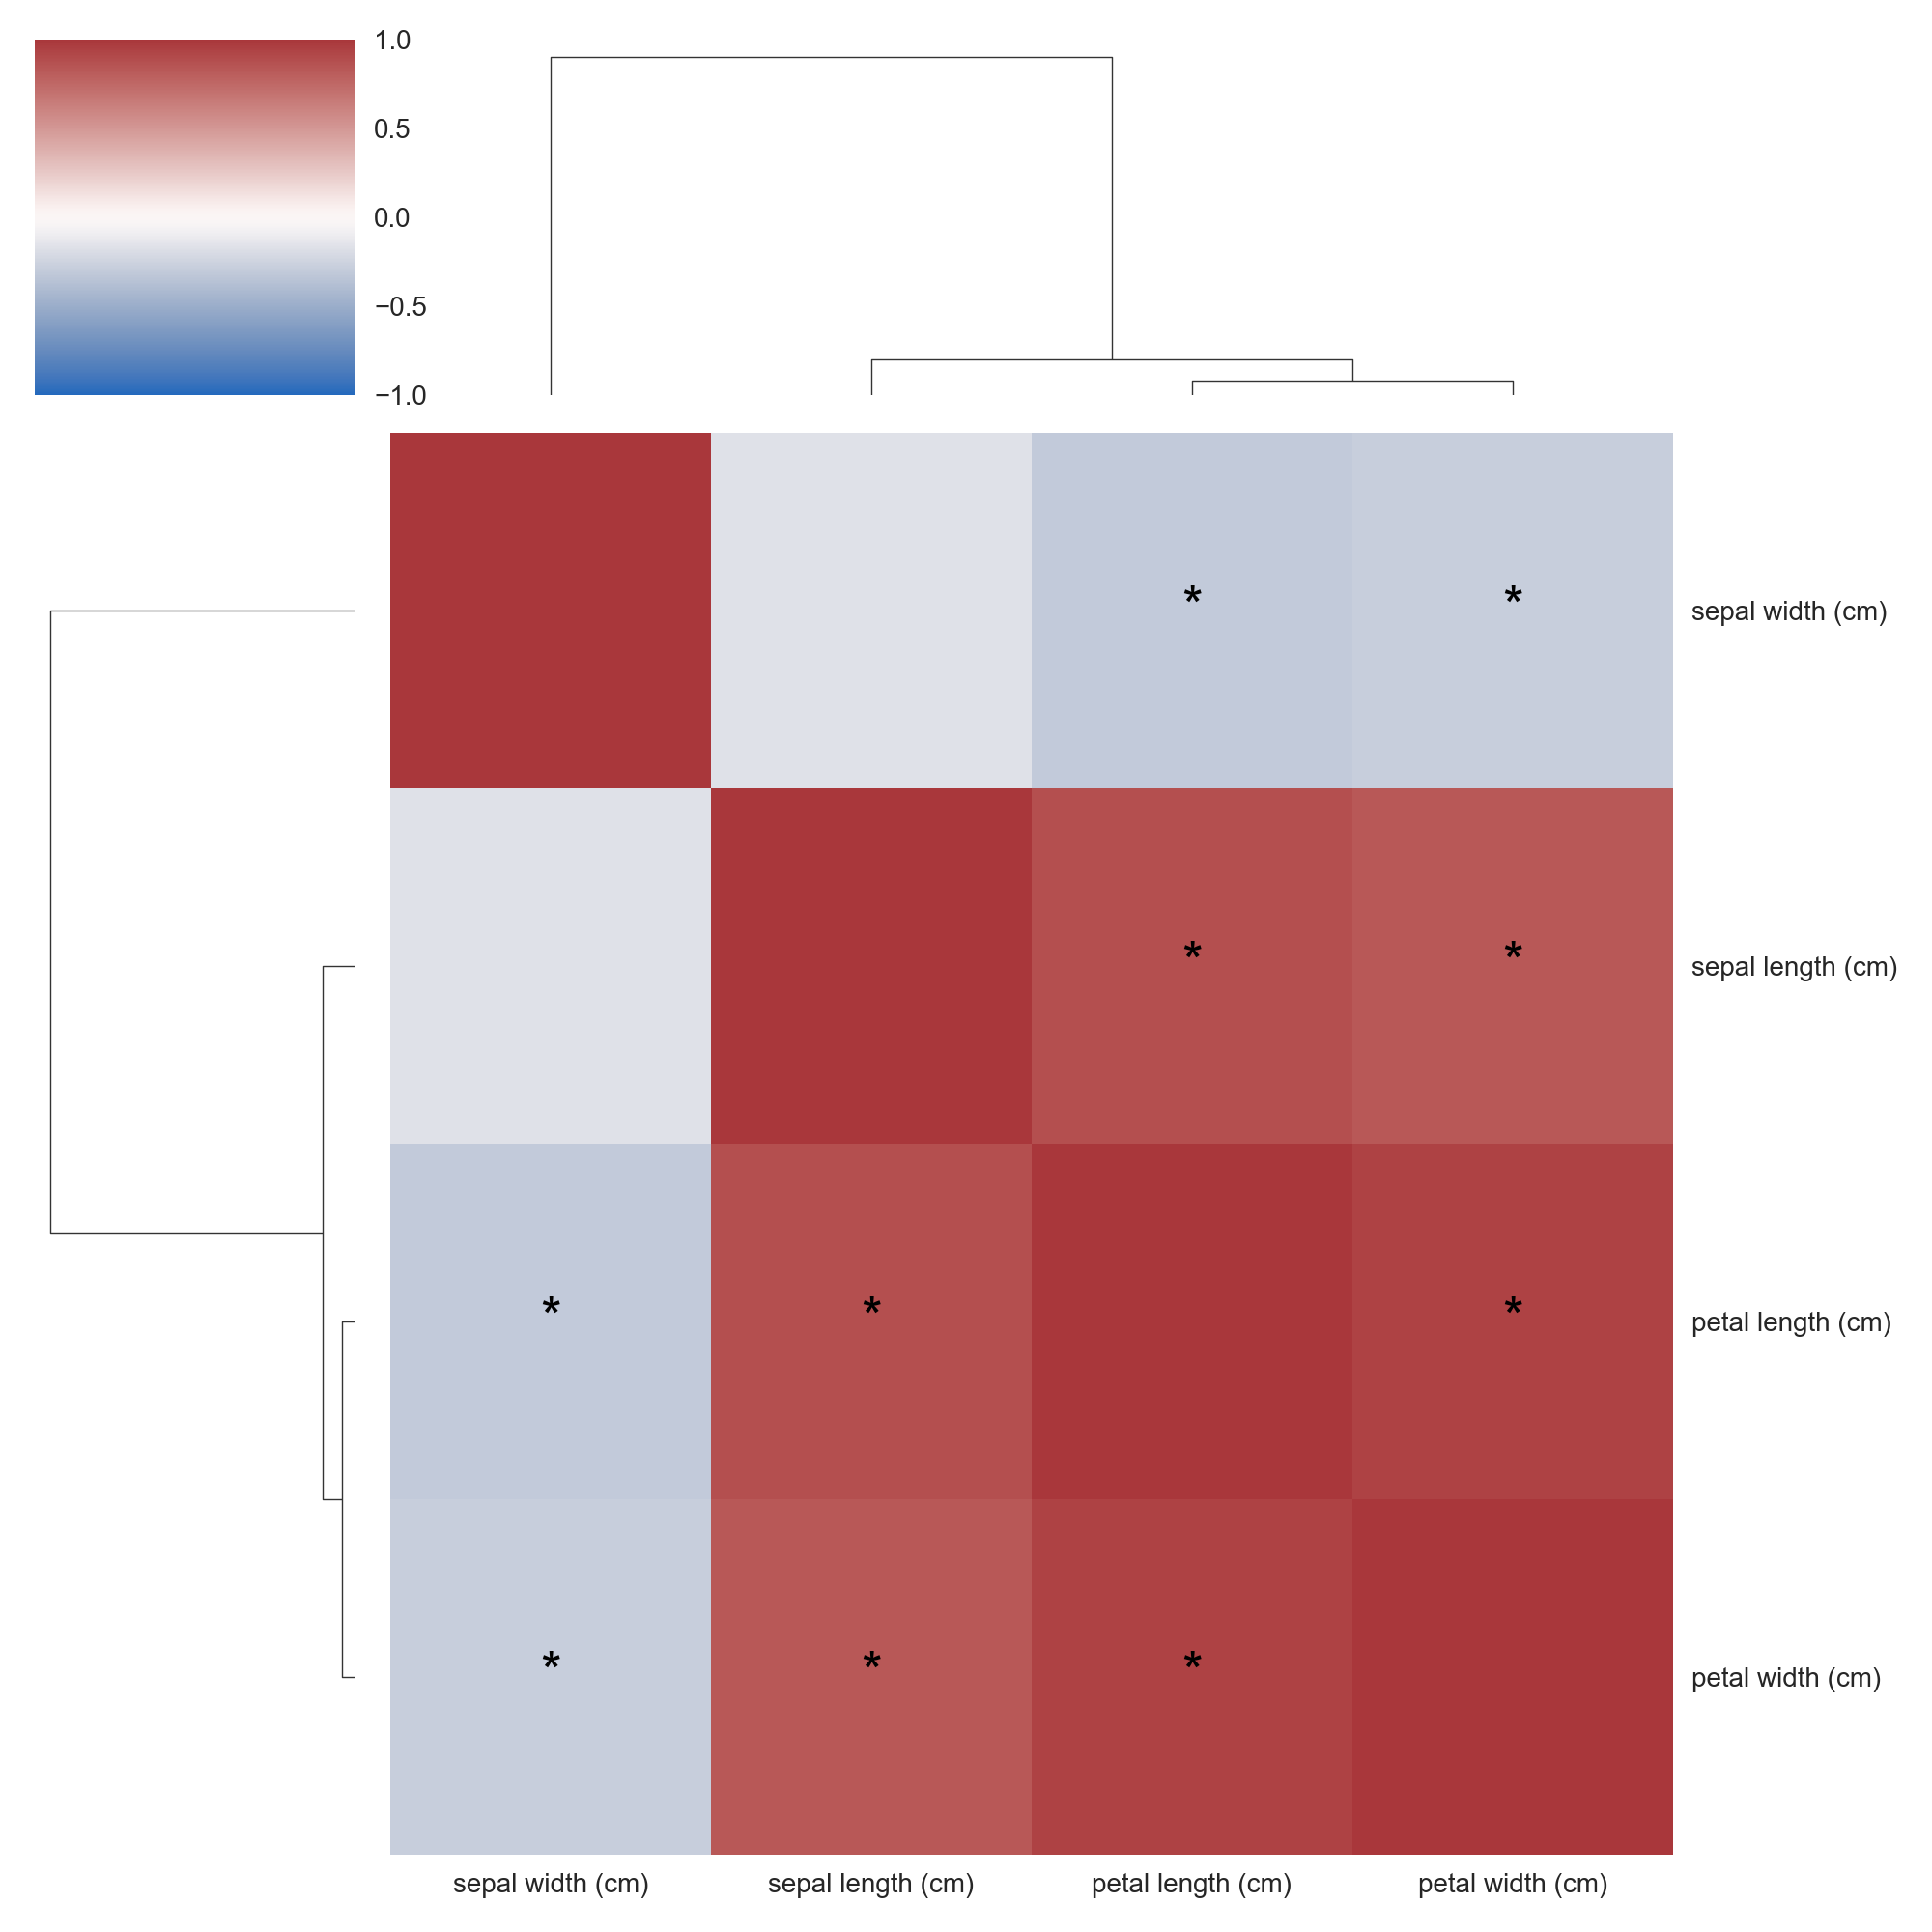 1.0
0.5
0.0
−0.5
−1.0
* *
sepal width (cm)
* *
sepal length (cm)
* * *
petal length (cm)
* * *
petal width (cm)
sepal width (cm) sepal length (cm) petal length (cm) petal width (cm)